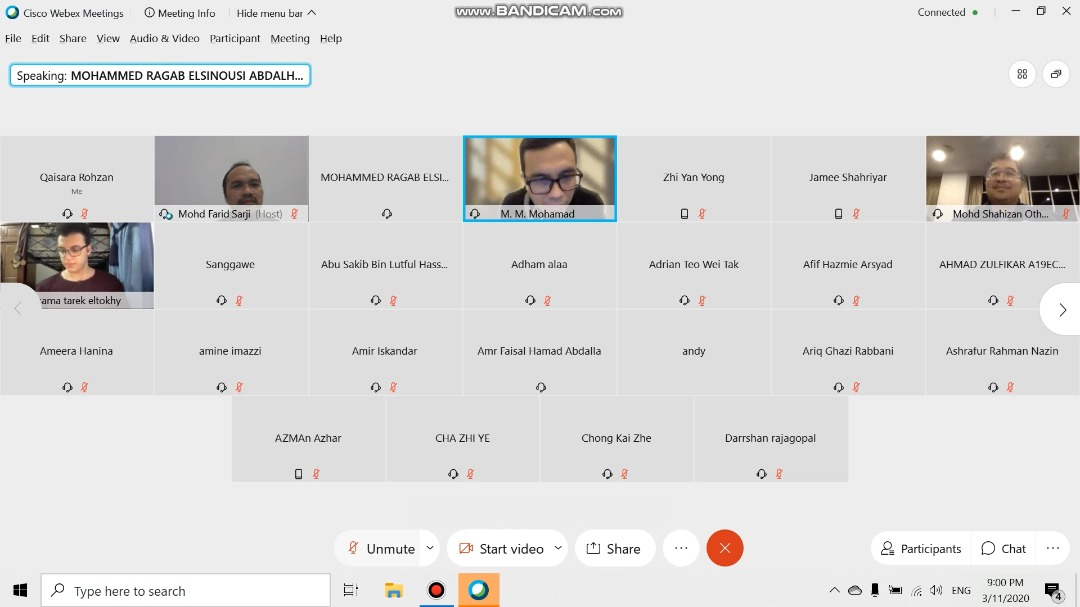 Cisco Webex Meetings
Meeting Info
Hide menu bar
www.BANDICAM.com
Connected
File Edit Share View Audio & Video Participant Meeting Help
Speaking: MOHAMMED RAGAB ELSINOUSI ABDALH...
Qaisara Rohzan
Me
Mohd Farid Sarji (Host)
MOHAMMED RAGAB ELSI...
M. M. Mohamad
Zhi Yan Yong
Jamee Shahriyar
Mohd Shahizan Oth...
ama tarek eltokhy
Sanggawe
Abu Sakib Bin Lutful Hass...
Adham alaa
Adrian Teo Wei Tak
Afif Hazmie Arsyad
AHMAD ZULFIKAR A19EC...
Ameera Hanina
amine imazzi
Amir Iskandar
Amr Faisal Hamad Abdalla
andy
Ariq Ghazi Rabbani
Ashrafur Rahman Nazin
AZMAn Azhar
CHA ZHI YE
Chong Kai Zhe
Darrshan rajagopal
Unmute
Start video
Share
Participants
Chat
Type here to search
ENG
9:00 PM
3/11/2020
4